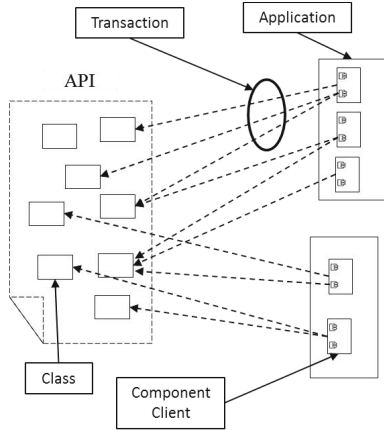 Transaction
Application
API
Class
Component
Client